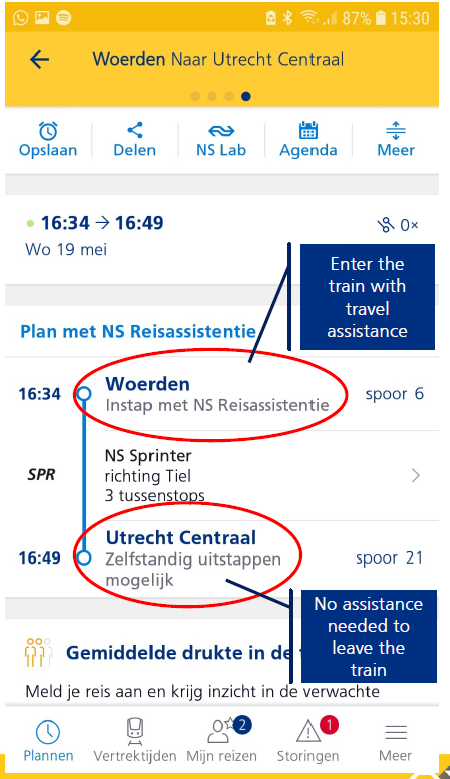 87% 15:30
Woerden Naar Utrecht Centraal
Opslaan Delen NS Lab Agenda Meer
16:34 → 16:49 0×
Wo 19 mei
Enter the
train with
travel
assistance
Plan met NS Reisassistentie
16:34 Woerden spoor 6
Instap met NS Reisassistentie
NS Sprinter
SPR richting Tiel
3 tussenstops
Utrecht Centraal
16:49 Zelfstandig uitstappen spoor 21
mogelijk
No assistance
needed to
leave the
train
Gemiddelde drukte in de
Meld je reis aan en krijg inzicht in de verwachte
2 1
Plannen Vertrektijden Mijn reizen Storingen Meer